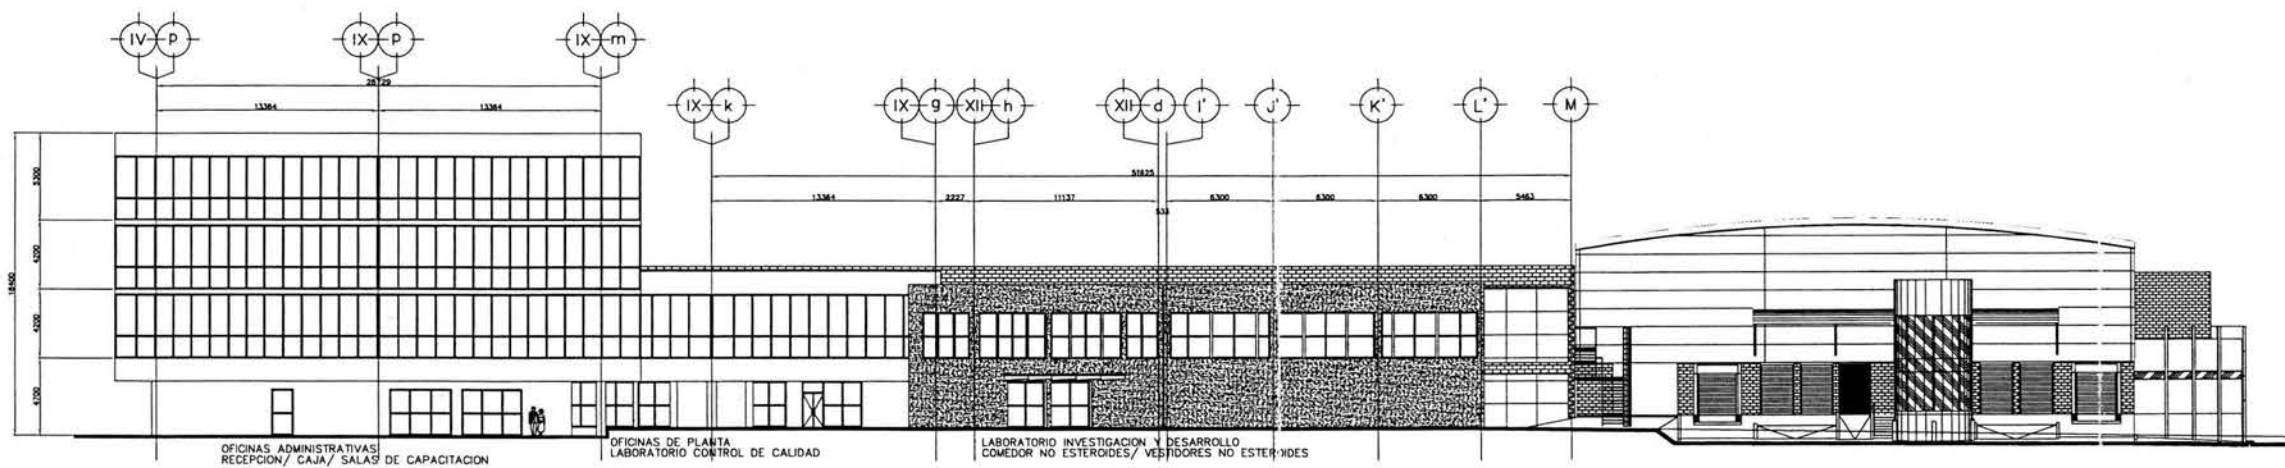 IV P IX P IX m
26729
13364 13364
IX k IX g XII h XII d I' J' K' L' M
51625
13364 2227 11137 6300 6300 6300 5463
533
5300
4200
18400
4200
4700
OFICINAS ADMINISTRATIVAS
RECEPCION/ CAJA/ SALAS DE CAPACITACION
OFICINAS DE PLANTA
LABORATORIO CONTROL DE CALIDAD
LABORATORIO INVESTIGACION Y DESARROLLO
COMEDOR NO ESTEROIDES/ VESTIDORES NO ESTEROIDES